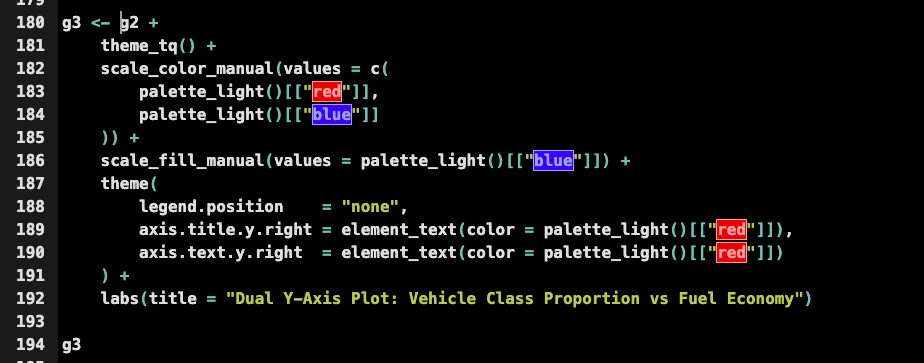 180 g3 <- g2 +
181     theme_tq() +
182     scale_color_manual(values = c(
183         palette_light()[["red"]],
184         palette_light()[["blue"]]
185     )) +
186     scale_fill_manual(values = palette_light()[["blue"]]) +
187     theme(
188         legend.position    = "none",
189         axis.title.y.right = element_text(color = palette_light()[["red"]]),
190         axis.text.y.right  = element_text(color = palette_light()[["red"]])
191     ) +
192     labs(title = "Dual Y-Axis Plot: Vehicle Class Proportion vs Fuel Economy")
193
194 g3